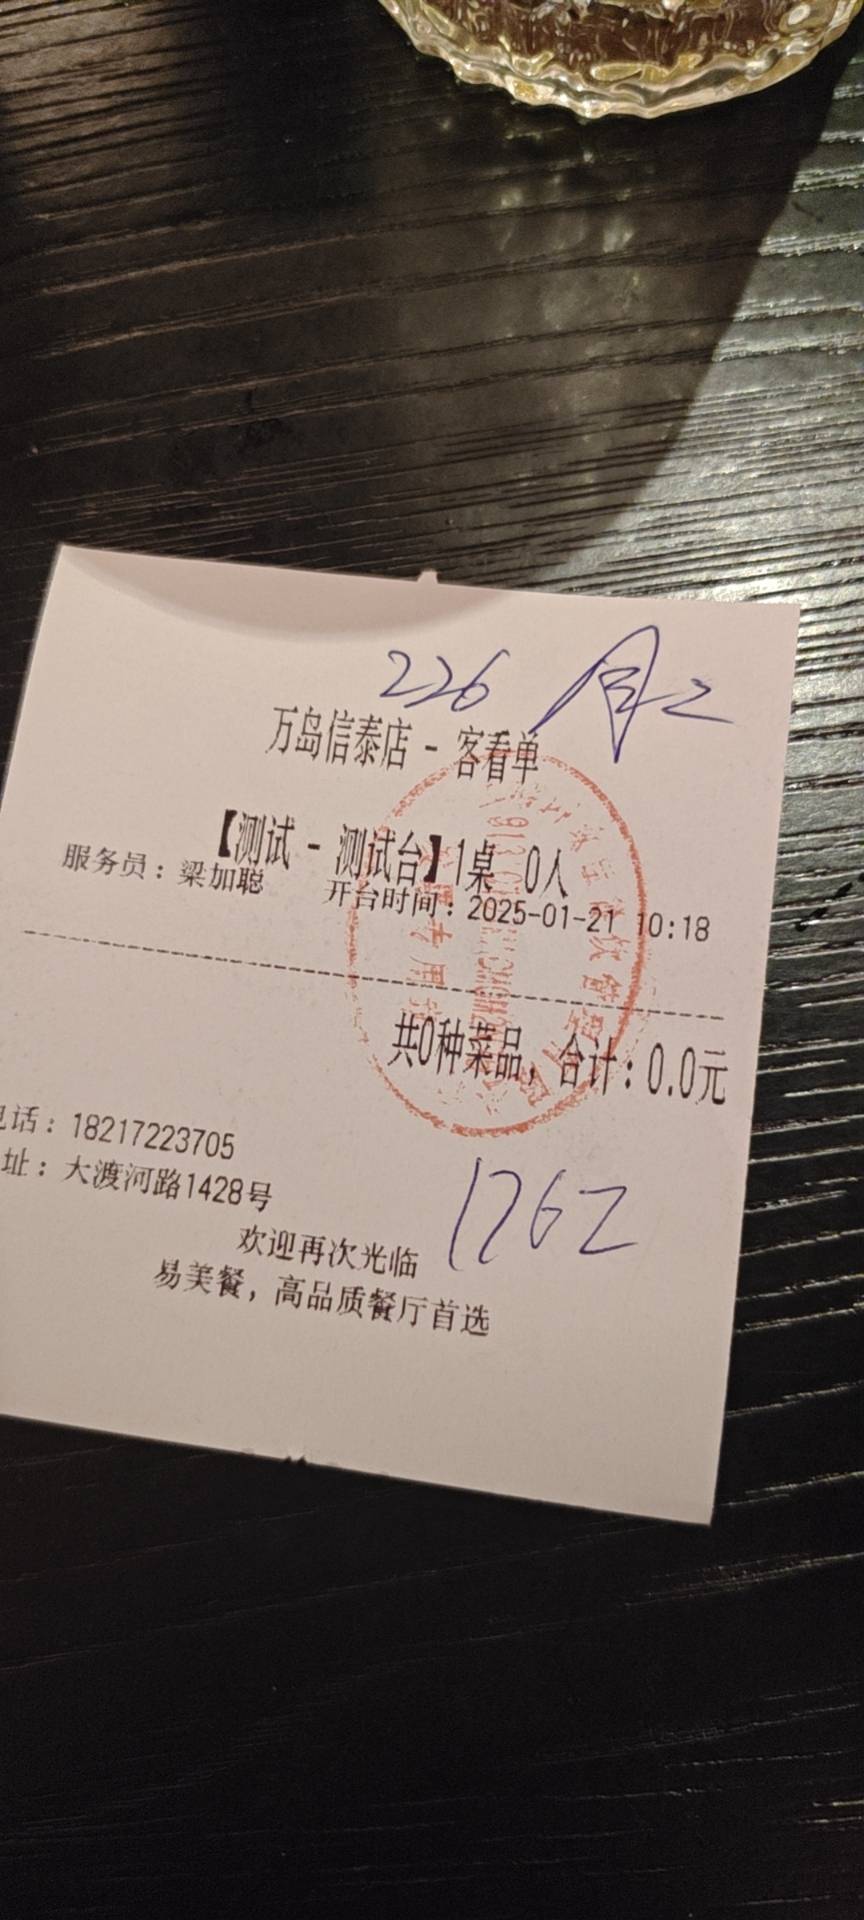 226 月2
万岛信泰店 - 客看单
【测试 - 测试台】1桌 0人
服务员：梁加聪 开台时间：2025-01-21 10:18
共0种菜品，合计：0.0元
话：18217223705
址：大渡河路1428号
1762
欢迎再次光临
易美餐，高品质餐厅首选